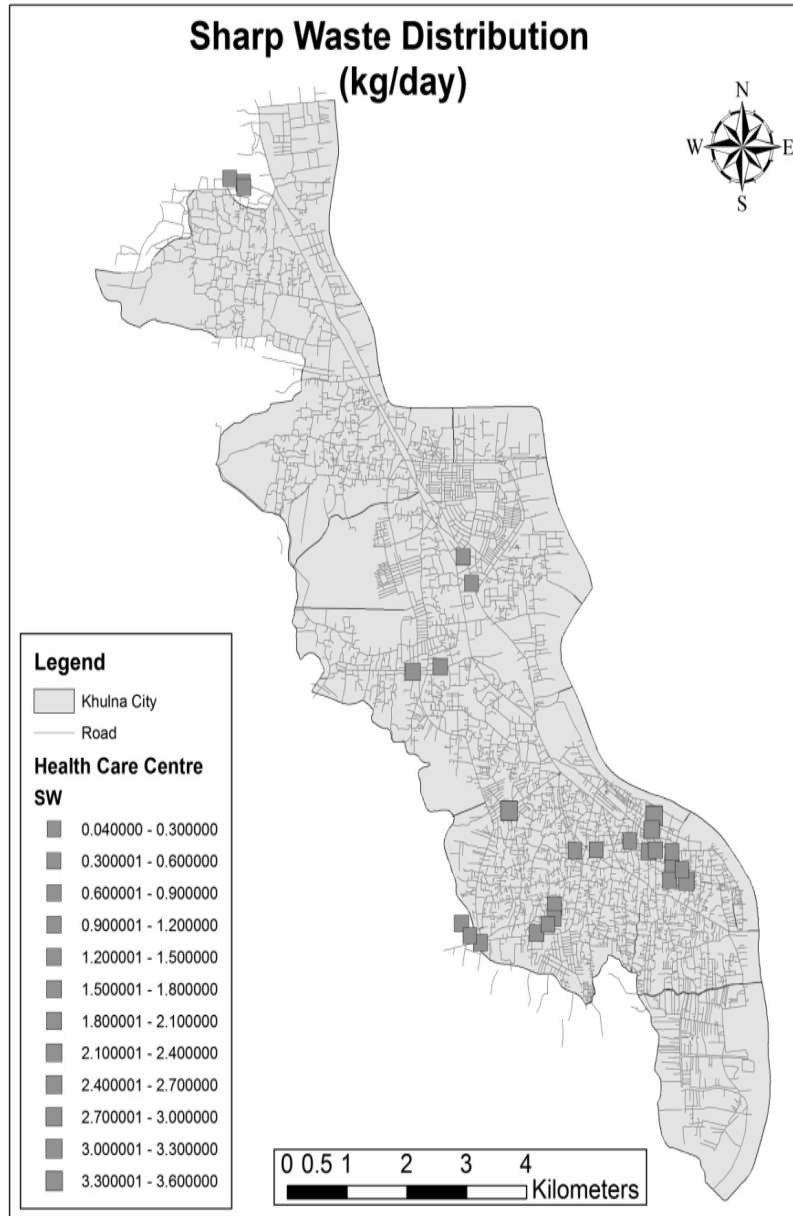 Sharp Waste Distribution
(kg/day)
N
W E
S
Legend
Khulna City
Road
Health Care Centre
SW
0.040000 - 0.300000
0.300001 - 0.600000
0.600001 - 0.900000
0.900001 - 1.200000
1.200001 - 1.500000
1.500001 - 1.800000
1.800001 - 2.100000
2.100001 - 2.400000
2.400001 - 2.700000
2.700001 - 3.000000
3.000001 - 3.300000
3.300001 - 3.600000
0 0.5 1 2 3 4
Kilometers